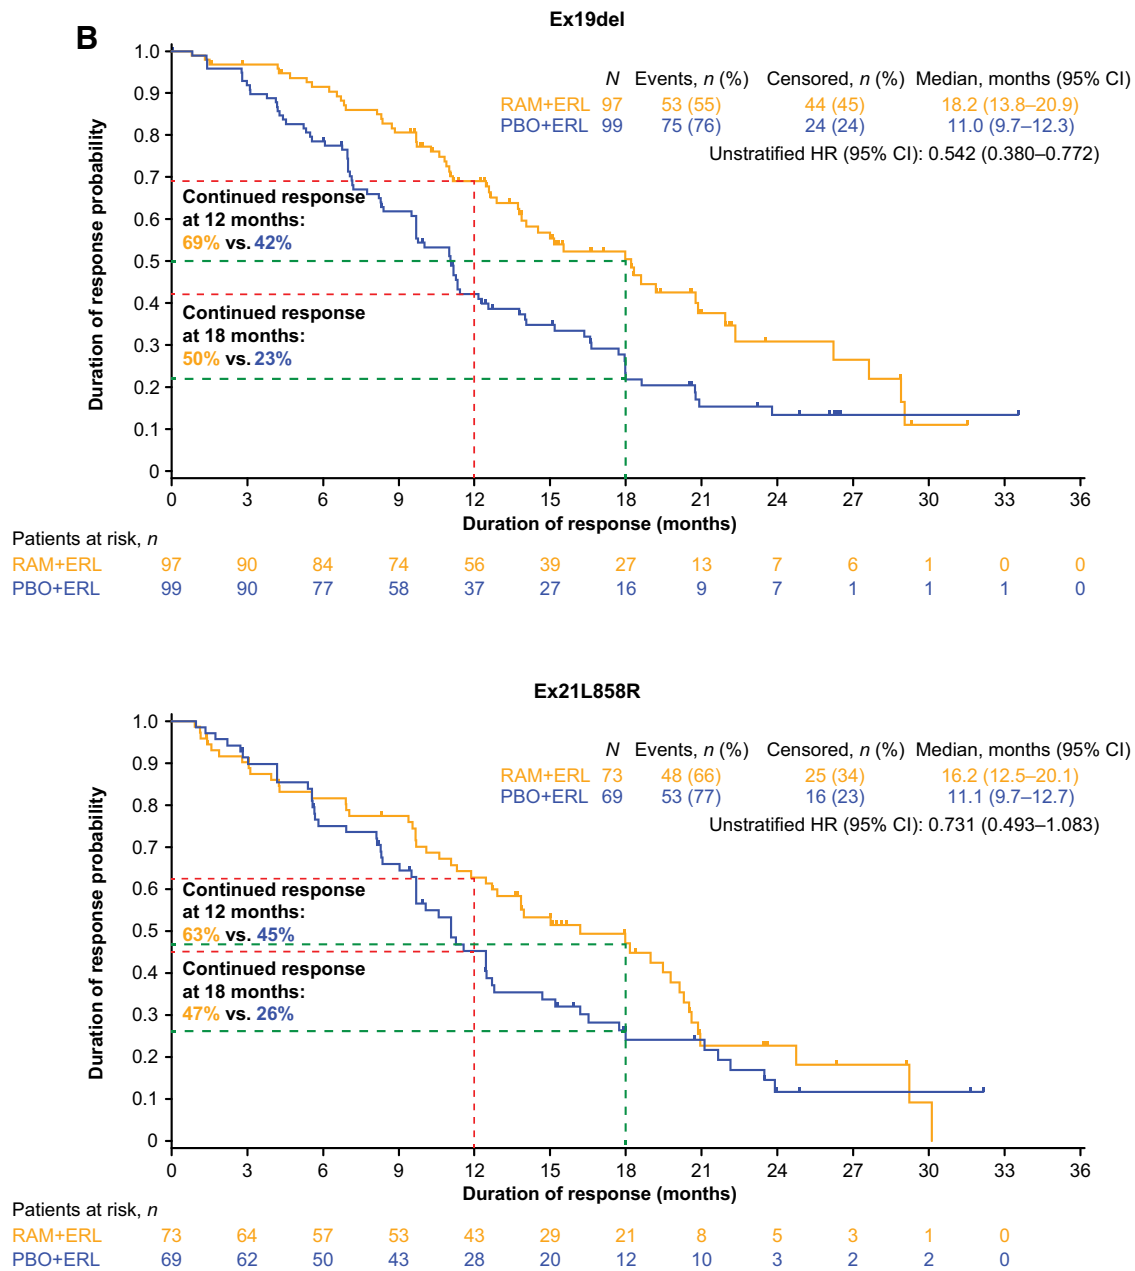 B
Ex19del
N Events, n (%) Censored, n (%) Median, months (95% CI)
RAM+ERL 97 53 (55) 44 (45) 18.2 (13.8–20.9)
PBO+ERL 99 75 (76) 24 (24) 11.0 (9.7–12.3)
Unstratified HR (95% CI): 0.542 (0.380–0.772)
Duration of response probability
1.0
0.9
0.8
0.7
0.6
0.5
0.4
0.3
0.2
0.1
0
Continued response
at 12 months:
69% vs. 42%
Continued response
at 18 months:
50% vs. 23%
0 3 6 9 12 15 18 21 24 27 30 33 36
Duration of response (months)
Patients at risk, n
RAM+ERL 97 90 84 74 56 39 27 13 7 6 1 0 0
PBO+ERL 99 90 77 58 37 27 16 9 7 1 1 1 0
Ex21L858R
N Events, n (%) Censored, n (%) Median, months (95% CI)
RAM+ERL 73 48 (66) 25 (34) 16.2 (12.5–20.1)
PBO+ERL 69 53 (77) 16 (23) 11.1 (9.7–12.7)
Unstratified HR (95% CI): 0.731 (0.493–1.083)
Duration of response probability
1.0
0.9
0.8
0.7
0.6
0.5
0.4
0.3
0.2
0.1
0
Continued response
at 12 months:
63% vs. 45%
Continued response
at 18 months:
47% vs. 26%
0 3 6 9 12 15 18 21 24 27 30 33 36
Duration of response (months)
Patients at risk, n
RAM+ERL 73 64 57 53 43 29 21 8 5 3 1 0
PBO+ERL 69 62 50 43 28 20 12 10 3 2 2 0